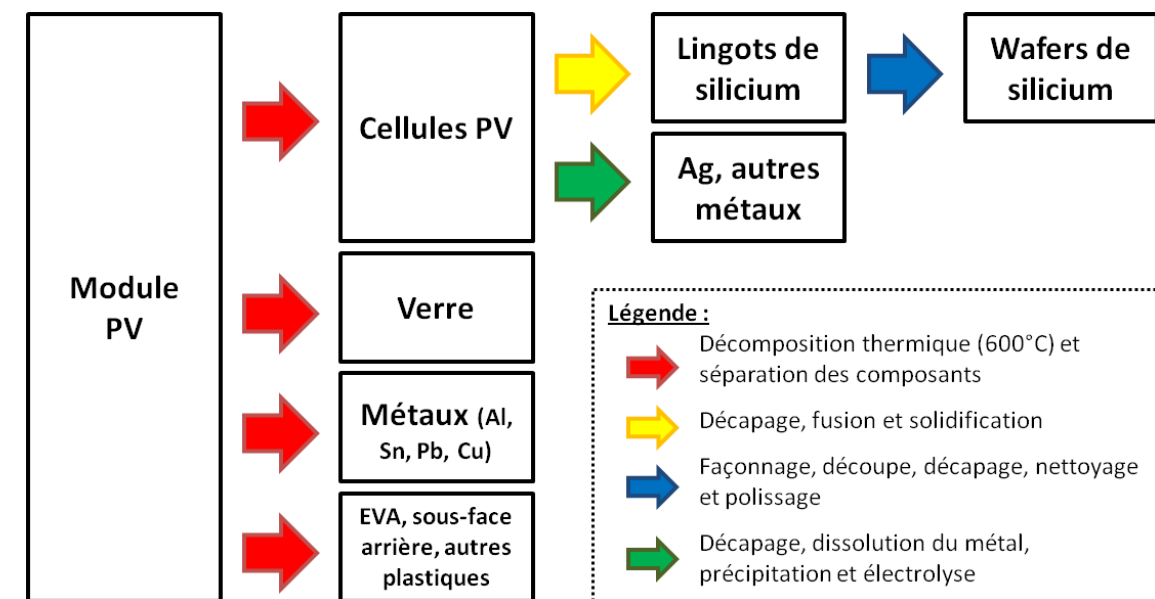 Module
PV
Cellules PV
Lingots de
silicium
Wafers de
silicium
Ag, autres
métaux
Verre
Métaux (Al,
Sn, Pb, Cu)
EVA, sous-face
arrière, autres
plastiques
Légende :
Décomposition thermique (600°C) et
séparation des composants
Décapage, fusion et solidification
Façonnage, découpe, décapage, nettoyage
et polissage
Décapage, dissolution du métal,
précipitation et électrolyse